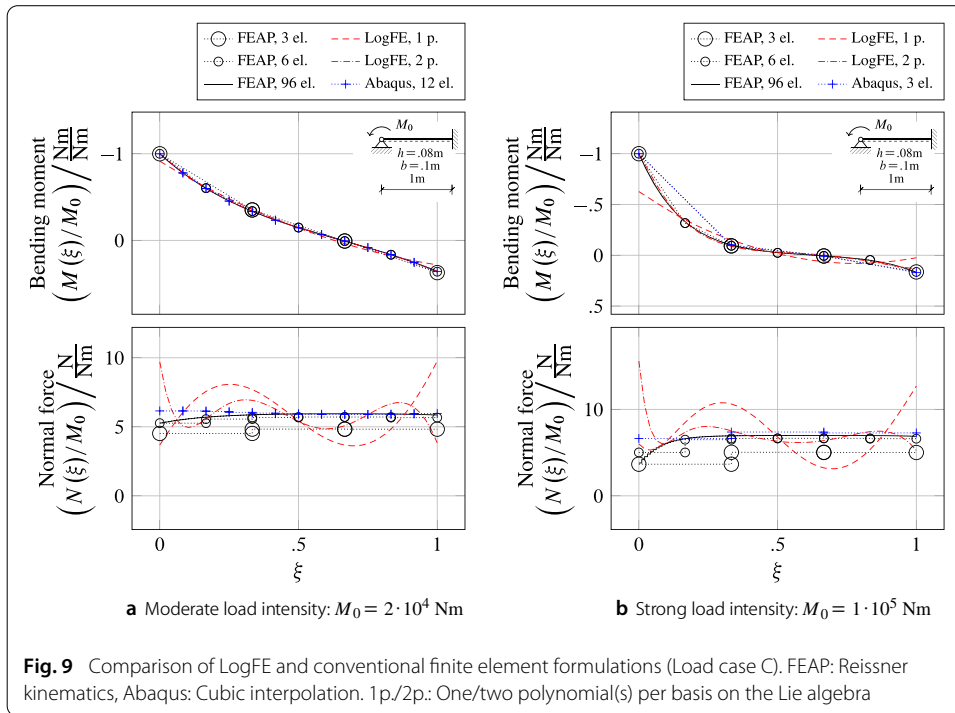 FEAP, 3 el. LogFE, 1 p.
FEAP, 6 el. LogFE, 2 p.
FEAP, 96 el. Abaqus, 12 el.
FEAP, 3 el. LogFE, 1 p.
FEAP, 6 el. LogFE, 2 p.
FEAP, 96 el. Abaqus, 3 el.
Bending moment
(M(ξ)/M₀)/Nm/Nm
−1
0
M₀
h = .08m
b = .1m
1m
Bending moment
(M(ξ)/M₀)/Nm/Nm
−1
−.5
0
.5
M₀
h = .08m
b = .1m
1m
Normal force
(N(ξ)/M₀)/N/Nm
10
5
0
0 .5 1
ξ
Normal force
(N(ξ)/M₀)/N/Nm
10
0
0 .5 1
ξ
a Moderate load intensity: M₀ = 2·10⁴ Nm
b Strong load intensity: M₀ = 1·10⁵ Nm
Fig. 9 Comparison of LogFE and conventional finite element formulations (Load case C). FEAP: Reissner
kinematics, Abaqus: Cubic interpolation. 1p./2p.: One/two polynomial(s) per basis on the Lie algebra